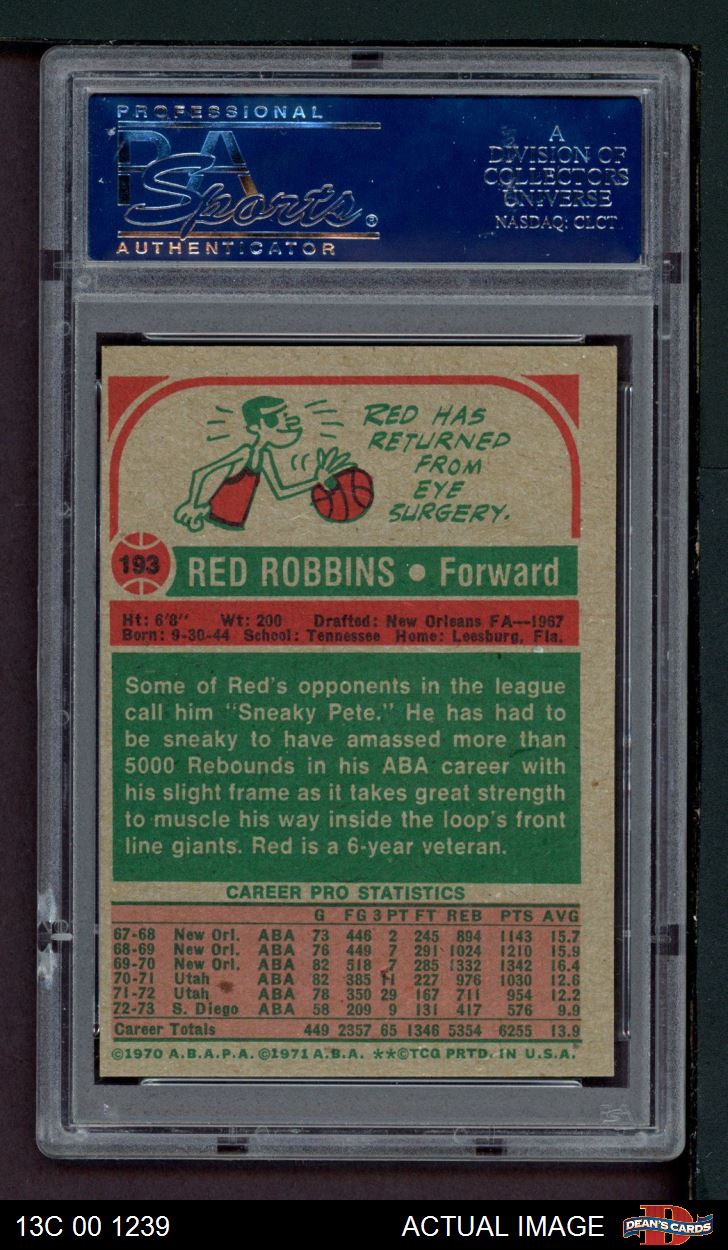 PROFESSIONAL
PSA
Sports®
AUTHENTICATOR
A
DIVISION OF
COLLECTORS
UNIVERSE
NASDAQ: CLCT
RED HAS
RETURNED
FROM
EYE
SURGERY.
193
RED ROBBINS • Forward
Ht: 6'8" Wt: 200 Drafted: New Orleans FA—1967
Born: 9-30-44 School: Tennessee Home: Leesburg, Fla.
Some of Red's opponents in the league
call him "Sneaky Pete." He has had to
be sneaky to have amassed more than
5000 Rebounds in his ABA career with
his slight frame as it takes great strength
to muscle his way inside the loop's front
line giants. Red is a 6-year veteran.
CAREER PRO STATISTICS
G FG 3 PT FT REB PTS AVG
67-68 New Orl. ABA 73 446 2 245 894 1143 15.7
68-69 New Orl. ABA 76 449 7 291 1024 1210 15.9
69-70 New Orl. ABA 82 518 7 285 1332 1342 16.4
70-71 Utah ABA 82 385 11 227 976 1030 12.6
71-72 Utah ABA 78 350 29 167 711 954 12.2
72-73 S. Diego ABA 58 209 9 131 417 576 9.9
Career Totals 449 2357 65 1346 5354 6255 13.9
©1970 A.B.A.P.A. ©1971 A.B.A. **©TCG PRTD. IN U.S.A.
PSA
13C 00 1239
ACTUAL IMAGE
D
DEAN'S CARDS